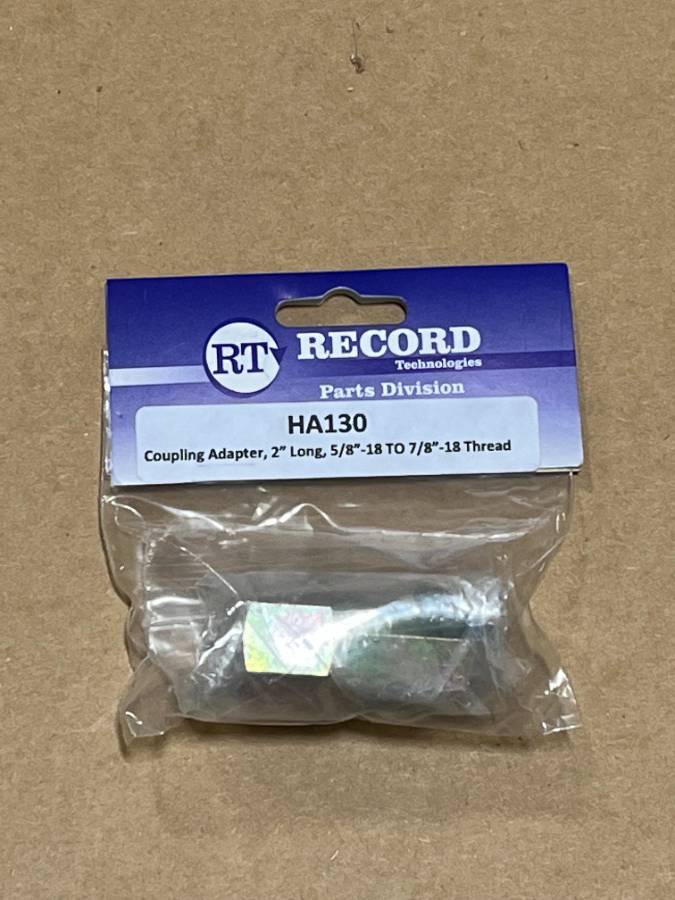 RT RECORD
Technologies
Parts Division
HA130
Coupling Adapter, 2” Long, 5/8”-18 TO 7/8”-18 Thread